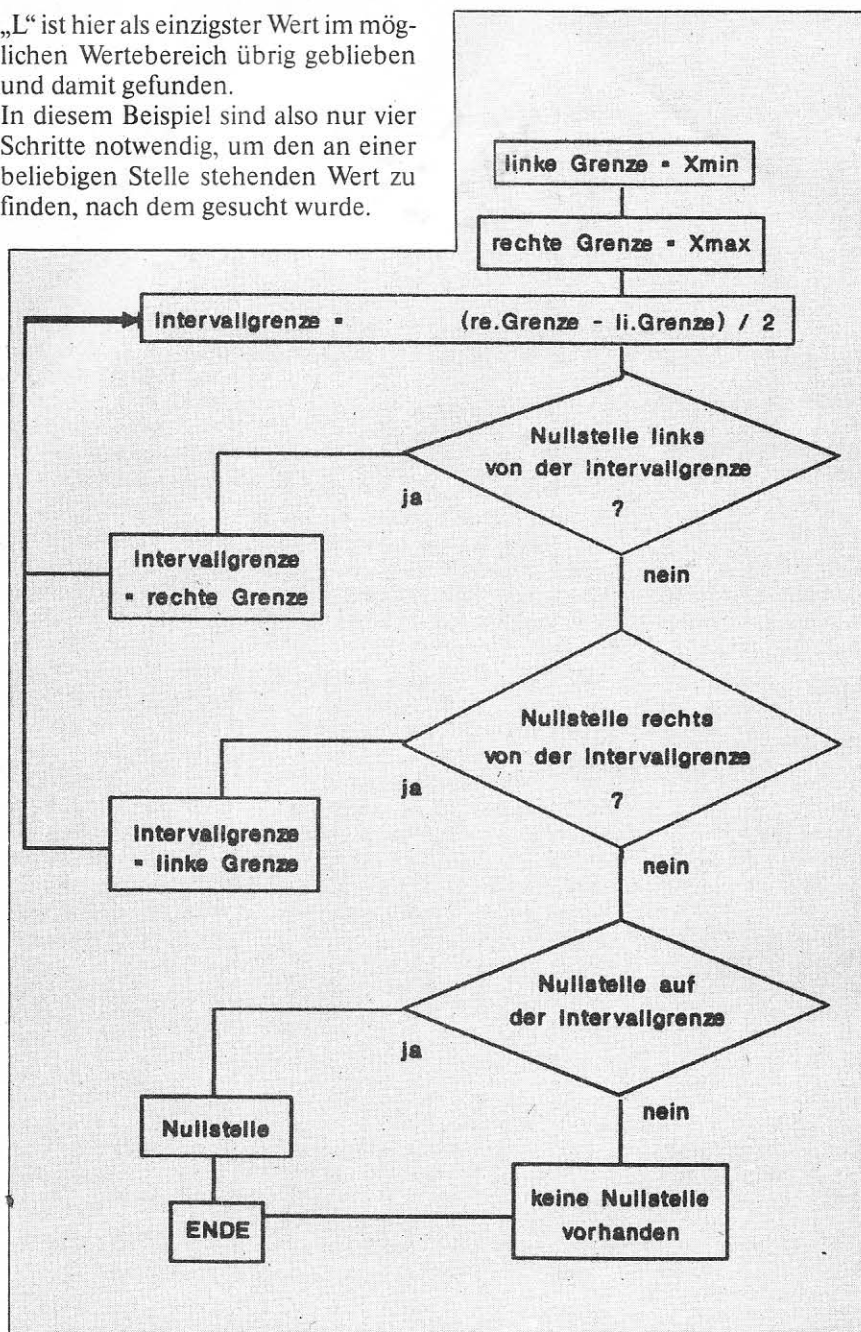 „L“ ist hier als einzigster Wert im mög-
lichen Wertebereich übrig geblieben
und damit gefunden.
In diesem Beispiel sind also nur vier
Schritte notwendig, um den an einer
beliebigen Stelle stehenden Wert zu
finden, nach dem gesucht wurde.
linke Grenze = Xmin
rechte Grenze = Xmax
Intervallgrenze = (re.Grenze - li.Grenze) / 2
Nullstelle links
von der Intervallgrenze
?
ja
nein
Intervallgrenze
= rechte Grenze
Nullstelle rechts
von der Intervallgrenze
?
ja
nein
Intervallgrenze
= linke Grenze
Nullstelle auf
der Intervallgrenze
ja
nein
Nullstelle
keine Nullstelle
vorhanden
ENDE